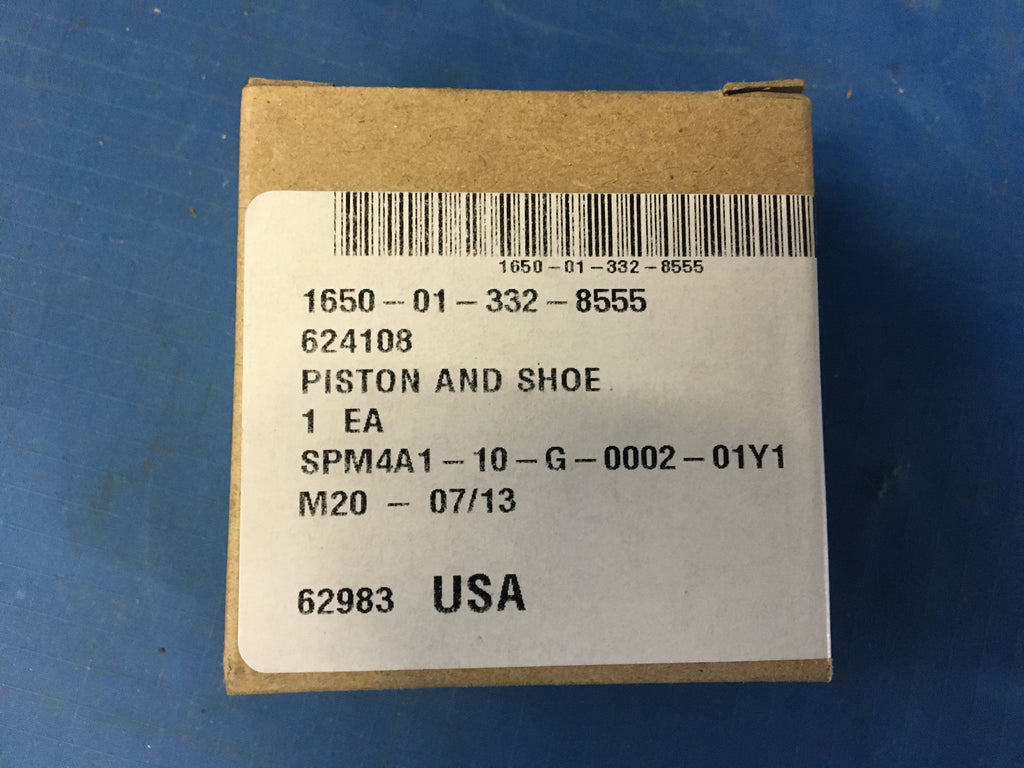 1650-01-332-8555
1650-01-332-8555
624108
PISTON AND SHOE
1 EA
SPM4A1-10-G-0002-01Y1
M20 - 07/13
62983 USA